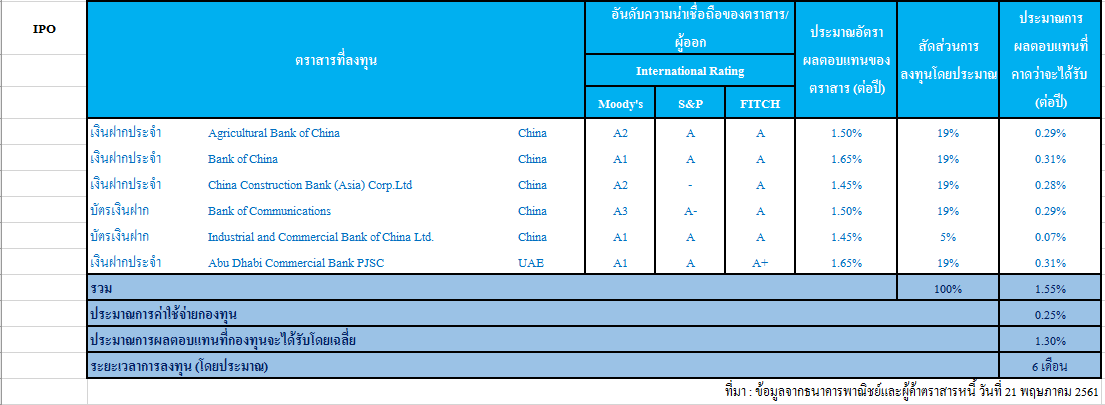 IPO
ตราสารที่ลงทุน
อันดับความน่าเชื่อถือของตราสาร/
ผู้ออก
International Rating
Moody's S&P FITCH
ประมาณอัตรา
ผลตอบแทนของ
ตราสาร (ต่อปี)
สัดส่วนการ
ลงทุนโดยประมาณ
ประมาณการ
ผลตอบแทนที่
คาดว่าจะได้รับ
(ต่อปี)
เงินฝากประจำ Agricultural Bank of China China A2 A A 1.50% 19% 0.29%
เงินฝากประจำ Bank of China China A1 A A 1.65% 19% 0.31%
เงินฝากประจำ China Construction Bank (Asia) Corp.Ltd China A2 - A 1.45% 19% 0.28%
บัตรเงินฝาก Bank of Communications China A3 A- A 1.50% 19% 0.29%
บัตรเงินฝาก Industrial and Commercial Bank of China Ltd. China A1 A A 1.45% 5% 0.07%
เงินฝากประจำ Abu Dhabi Commercial Bank PJSC UAE A1 A A+ 1.65% 19% 0.31%
รวม 100% 1.55%
ประมาณการค่าใช้จ่ายกองทุน 0.25%
ประมาณการผลตอบแทนที่กองทุนจะได้รับโดยเฉลี่ย 1.30%
ระยะเวลาการลงทุน (โดยประมาณ) 6 เดือน
ที่มา : ข้อมูลจากธนาคารพาณิชย์และผู้ค้าตราสารหนี้ วันที่ 21 พฤษภาคม 2561